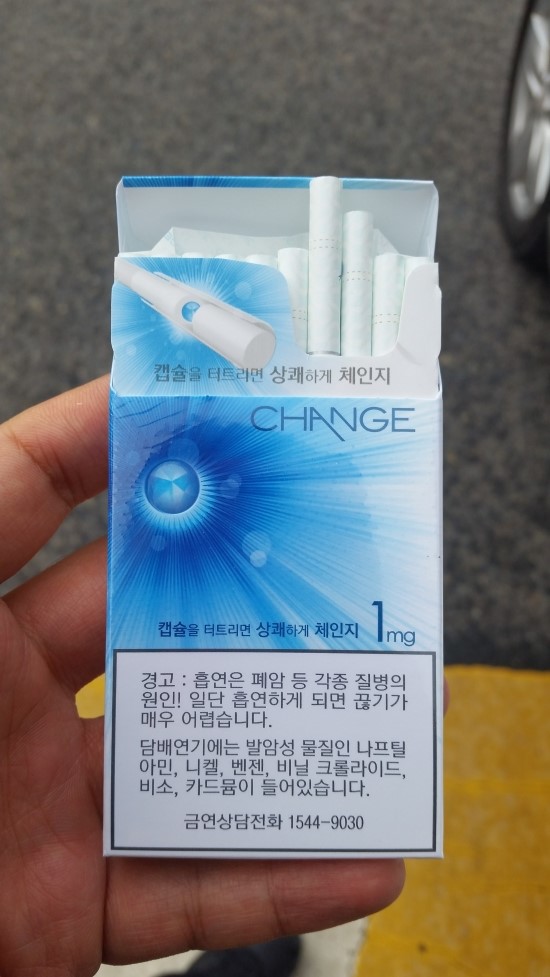 캡슐을 터트리면 상쾌하게 체인지
CHANGE
캡슐을 터트리면 상쾌하게 체인지 1mg
경고 : 흡연은 폐암 등 각종 질병의
원인! 일단 흡연하게 되면 끊기가
매우 어렵습니다.
담배연기에는 발암성 물질인 나프틸
아민, 니켈, 벤젠, 비닐 크롤라이드,
비소, 카드뮴이 들어있습니다.
금연상담전화 1544-9030